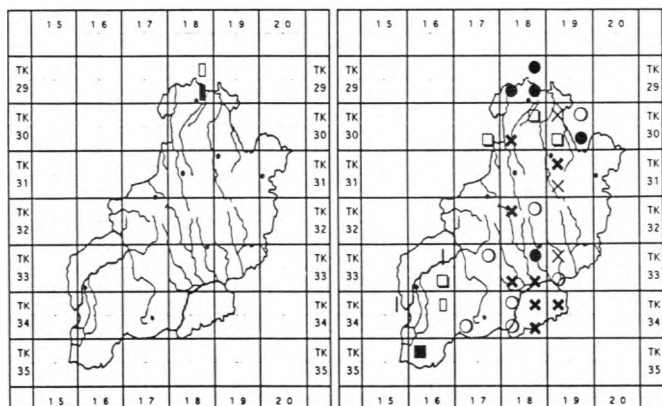 15 16 17 18 19 20 15 16 17 18 19 20
TK 29 TK 29 TK 29 TK 29
TK 30 TK 30 TK 30 TK 30
TK 31 TK 31 TK 31 TK 31
TK 32 TK 32 TK 32 TK 32
TK 33 TK 33 TK 33 TK 33
TK 34 TK 34 TK 34 TK 34
TK 35 TK 35 TK 35 TK 35
15 16 17 18 19 20 15 16 17 18 19 20